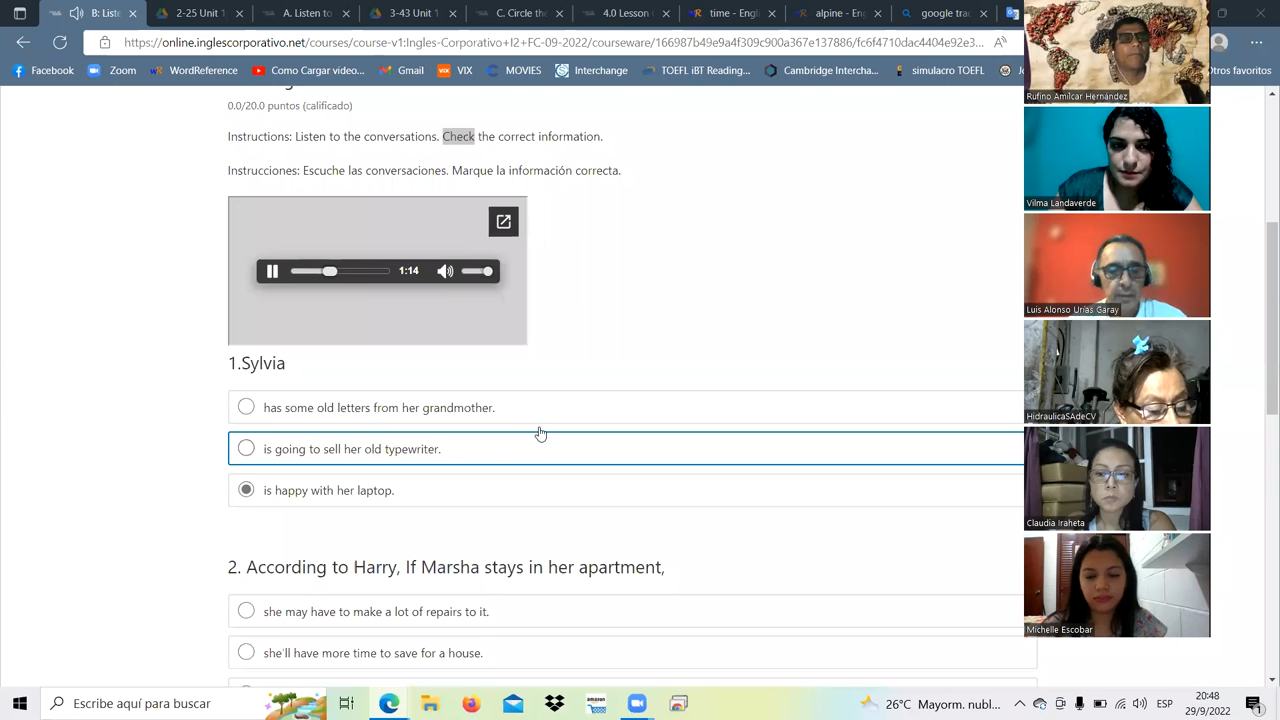 B: Liste
2-25 Unit 1
A. Listenin
3-43 Unit
C. Circle th
4.0 Lesson
time - Engl
alpine -
google tra
https://online.inglescorporativo.net/courses/course-v1:Ingles-Corporativo+I2+FC-09-2022/courseware/166987b49e9a4f309c900a367e137886/fc6f4710dac4404e92e3...
Facebook
Zoom
WordReference
Como Cargar video...
Gmail
VIX
MOVIES
Interchange
TOEFL iBT Reading...
Cambridge Intercha...
simulador TOEFL
Otros favoritos
0.0/20.0 puntos (calificado)
Instructions: Listen to the conversations. Check the correct information.
Instrucciones: Escuche las conversaciones. Marque la información correcta.
1:14
1.Sylvia
has some old letters from her grandmother.
is going to sell her old typewriter.
is happy with her laptop.
2. According to Harry, If Marsha stays in her apartment,
she may have to make a lot of repairs to it.
she'll have more time to save for a house.
Rufino Amilcar Hernández
Vilma Landaverde
Luis Alonso Urías Garay
HidraulicaSAdeCV
Claudia Iraheta
Michelle Escobar
Escribe aquí para buscar
amazon
26°C Mayorm. nubl...
ESP
20:48
29/9/2022
1